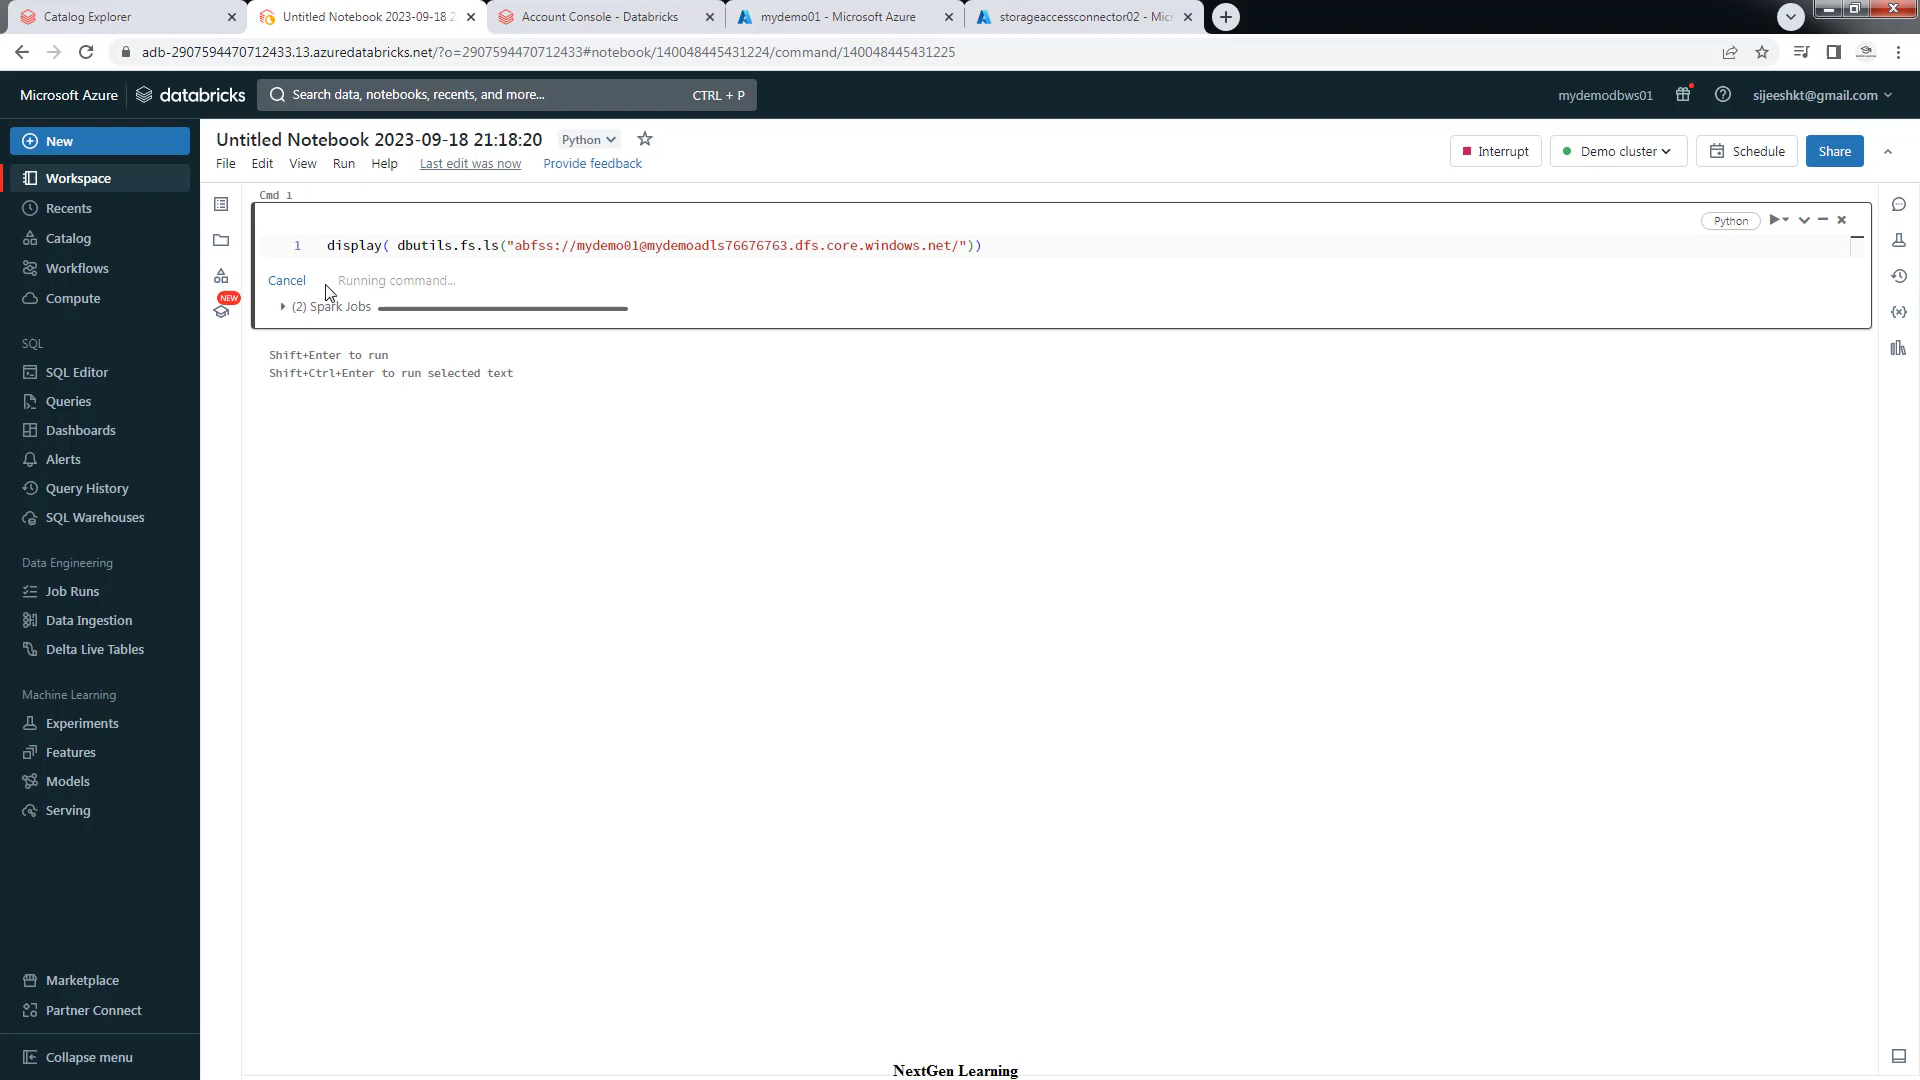 Catalog Explorer
Untitled Notebook 2023-09-18 2
Account Console - Databricks
mydemo01 - Microsoft Azure
storageaccessconnector02 - Mic
adb-2907594470712433.13.azuredatabricks.net/?o=2907594470712433#notebook/140048445431224/command/140048445431225
Microsoft Azure
databricks
Search data, notebooks, recents, and more...
CTRL + P
mydemodbws01
sijeeshkt@gmail.com
New
Workspace
Recents
Catalog
Workflows
Compute
SQL
SQL Editor
Queries
Dashboards
Alerts
Query History
SQL Warehouses
Data Engineering
Job Runs
Data Ingestion
Delta Live Tables
Machine Learning
Experiments
Features
Models
Serving
Marketplace
Partner Connect
Collapse menu
Untitled Notebook 2023-09-18 21:18:20
Python
File Edit View Run Help Last edit was now Provide feedback
Interrupt
Demo cluster
Schedule
Share
NEW
Cmd 1
Python
1 display( dbutils.fs.ls("abfss://mydemo01@mydemoadls76676763.dfs.core.windows.net/"))
Cancel Running command...
(2) Spark Jobs
Shift+Enter to run
Shift+Ctrl+Enter to run selected text
NextGen Learning